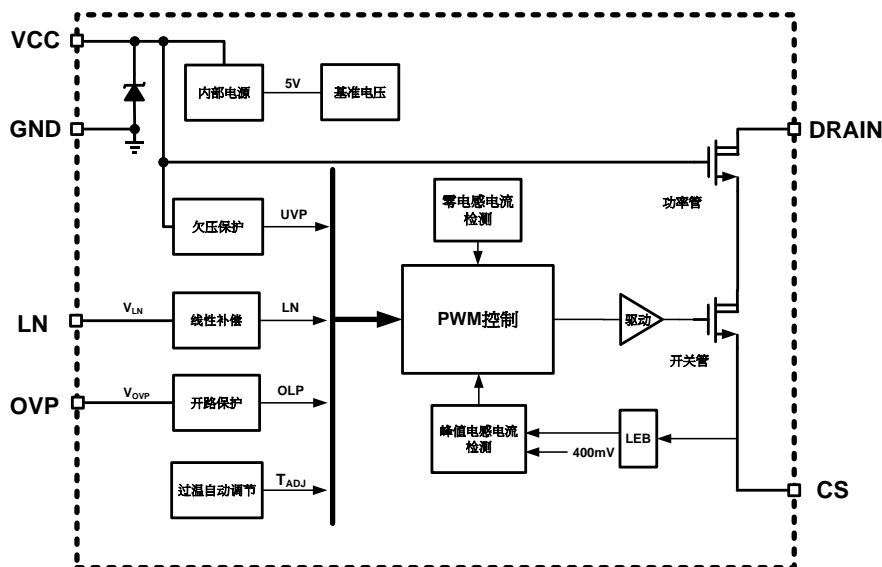 VCC
内部电源
5V
基准电压
GND
DRAIN
功率管
零电感电流
检测
欠压保护
UVP
LN
VLN
线性补偿
LN
PWM控制
驱动
开关管
OVP
VOVP
开路保护
OLP
峰值电感电流
检测
400mV
LEB
过温自动调节
TADJ
CS